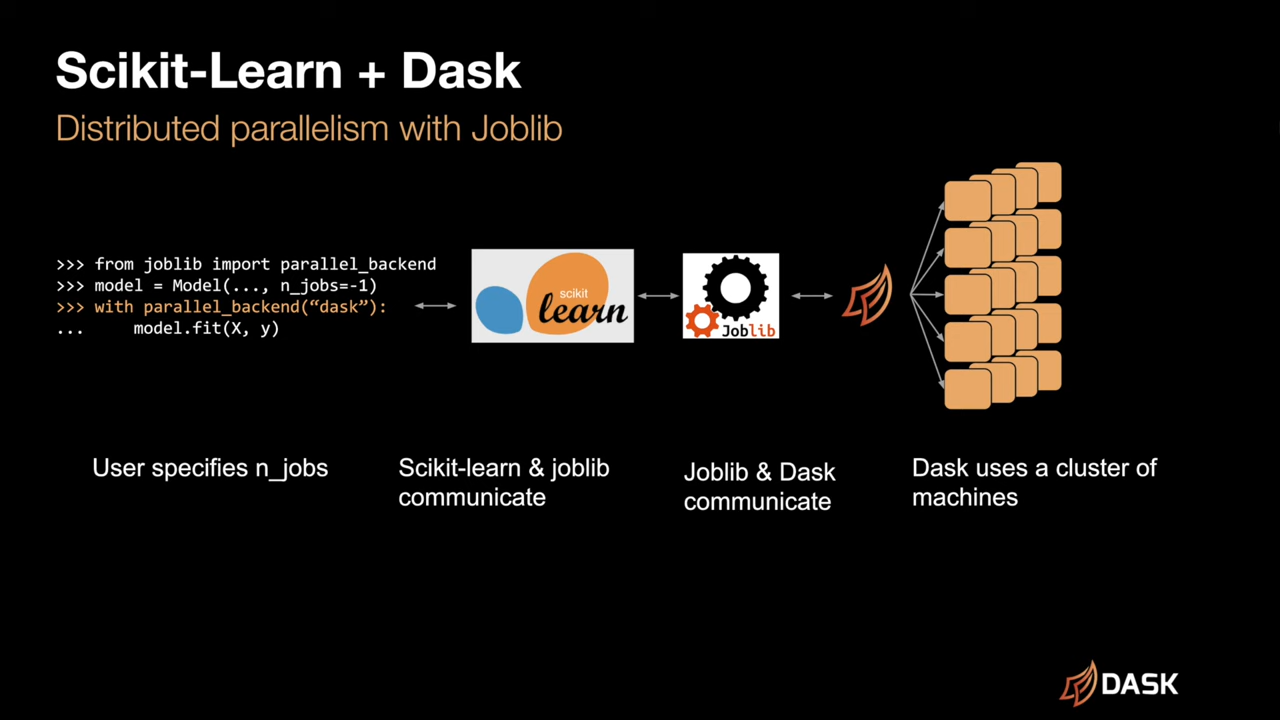 Scikit-Learn + Dask
Distributed parallelism with Joblib
>>> from joblib import parallel_backend
>>> model = Model(..., n_jobs=-1)
>>> with parallel_backend(“dask”):
...     model.fit(X, y)
scikit
learn
Joblib
User specifies n_jobs
Scikit-learn & joblib
communicate
Joblib & Dask
communicate
Dask uses a cluster of
machines
DASK